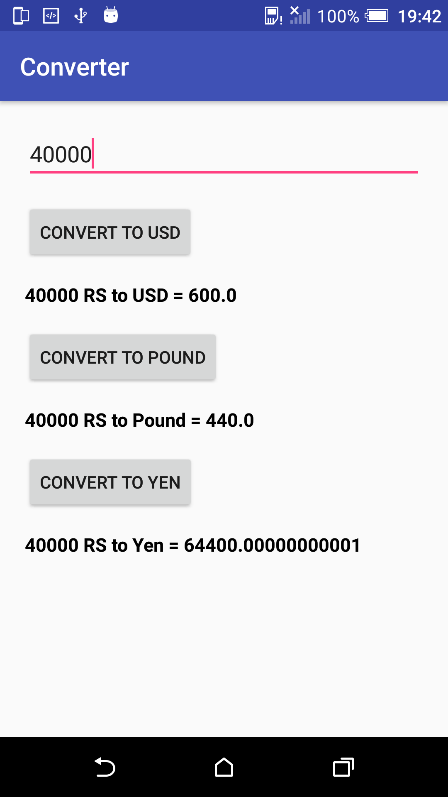 100% 19:42
Converter
40000
CONVERT TO USD
40000 RS to USD = 600.0
CONVERT TO POUND
40000 RS to Pound = 440.0
CONVERT TO YEN
40000 RS to Yen = 64400.00000000001